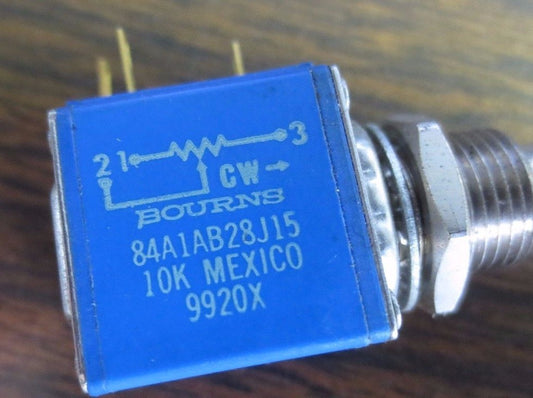 2 1 3
CW →
BOURNS
84A1AB28J15
10K MEXICO
9920X